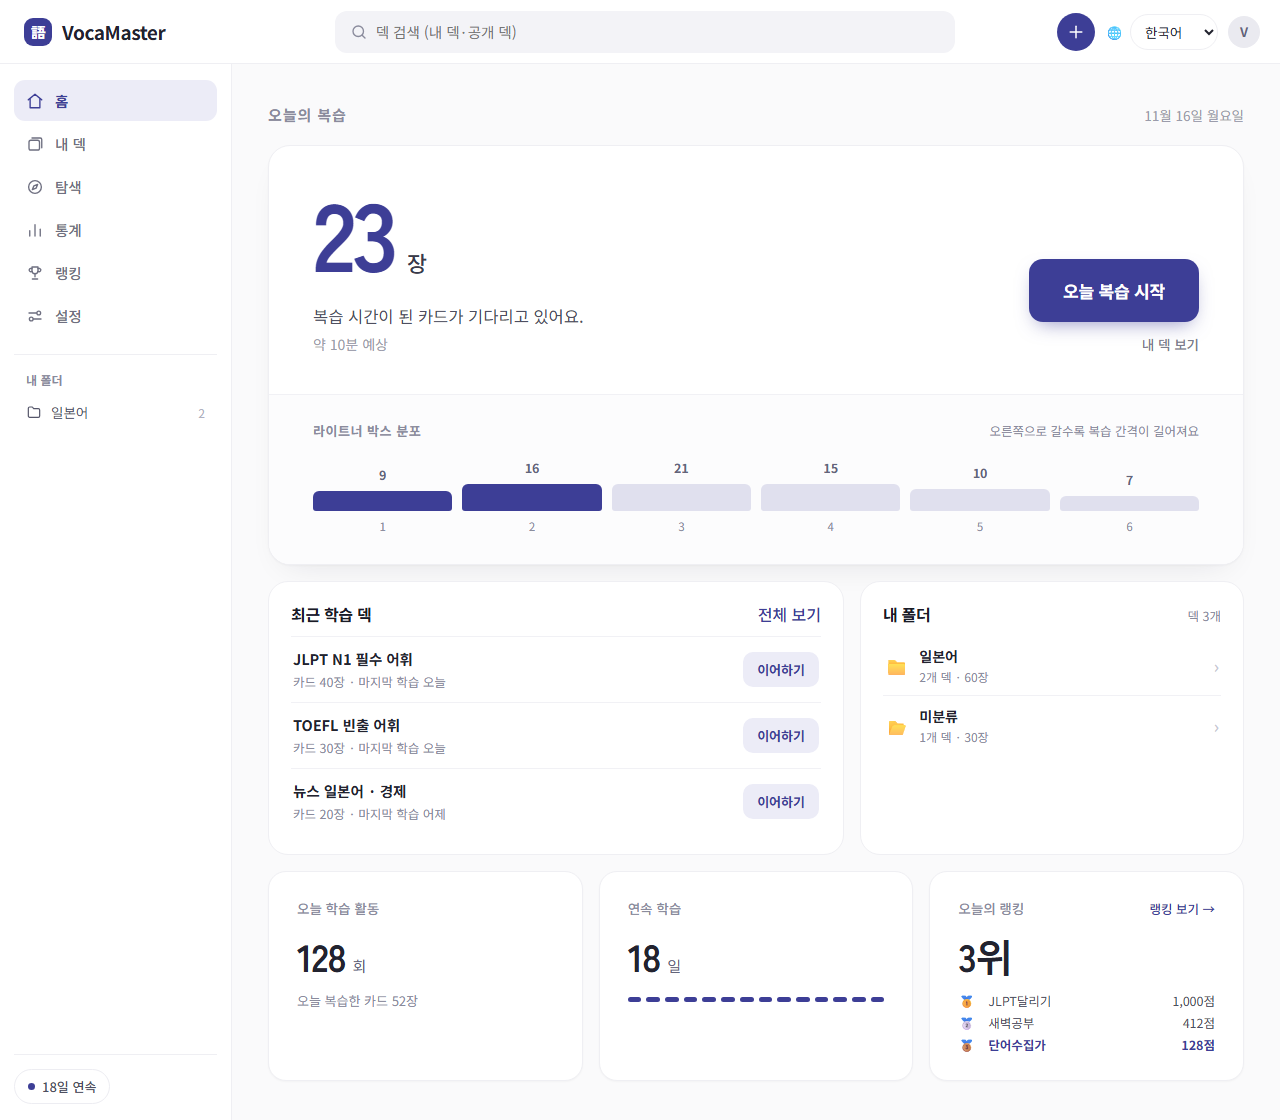 語 VocaMaster
덱 검색 (내 덱·공개 덱)
한국어
V
홈
내 덱
탐색
통계
랭킹
설정
내 폴더
일본어 2
18일 연속
오늘의 복습
11월 16일 월요일
23 장
복습 시간이 된 카드가 기다리고 있어요.
약 10분 예상
오늘 복습 시작
내 덱 보기
라이트너 박스 분포
오른쪽으로 갈수록 복습 간격이 길어져요
9 16 21 15 10 7
1 2 3 4 5 6
최근 학습 덱
전체 보기
JLPT N1 필수 어휘
카드 40장 · 마지막 학습 오늘
이어하기
TOEFL 빈출 어휘
카드 30장 · 마지막 학습 오늘
이어하기
뉴스 일본어 · 경제
카드 20장 · 마지막 학습 어제
이어하기
내 폴더
덱 3개
일본어
2개 덱 · 60장
미분류
1개 덱 · 30장
오늘 학습 활동
128 회
오늘 복습한 카드 52장
연속 학습
18 일
오늘의 랭킹
랭킹 보기 →
3위
JLPT달리기 1,000점
새벽공부 412점
단어수집가 128점